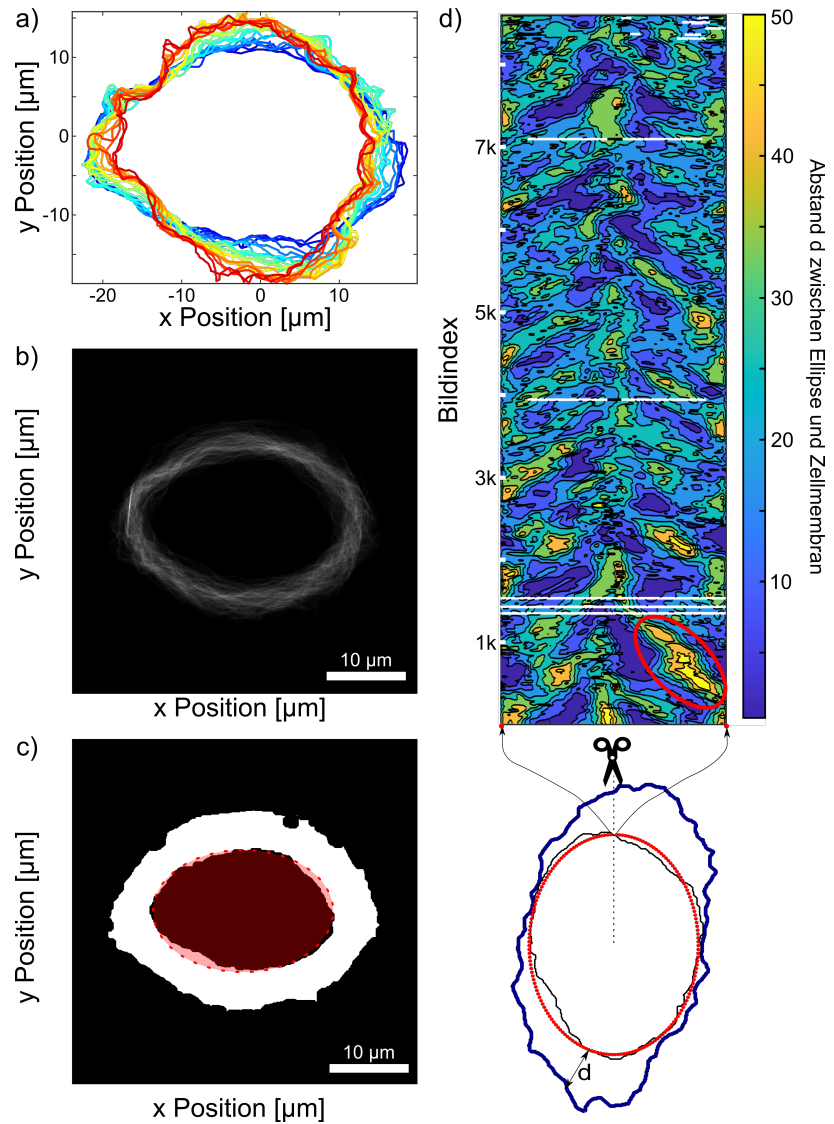 a)
15
10
0
-10
y Position [µm]
-20
-10
0
10
x Position [µm]
b)
y Position [µm]
10 µm
x Position [µm]
c)
y Position [µm]
10 µm
x Position [µm]
d)
Bildindex
7k
5k
3k
1k
50
40
30
20
10
Abstand d zwischen Ellipse und Zellmembran
d